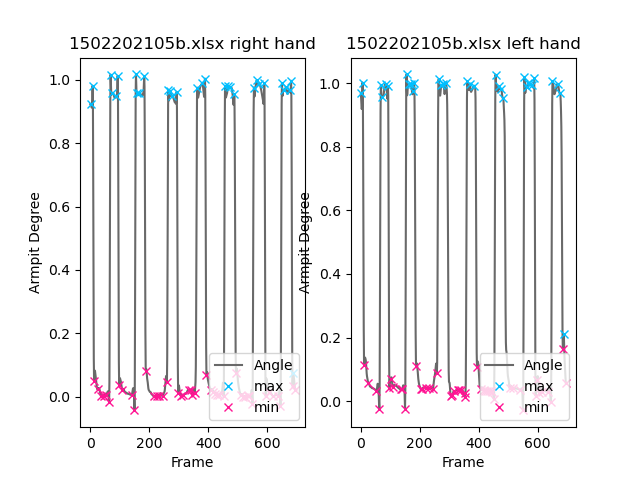 1502202105b.xlsx right hand
1.0
0.8
0.6
0.4
0.2
0.0
Armpit Degree
0
200
400
600
Frame
Angle
max
min
1502202105b.xlsx left hand
1.0
0.8
0.6
0.4
0.2
0.0
Armpit Degree
0
200
400
600
Frame
Angle
max
min